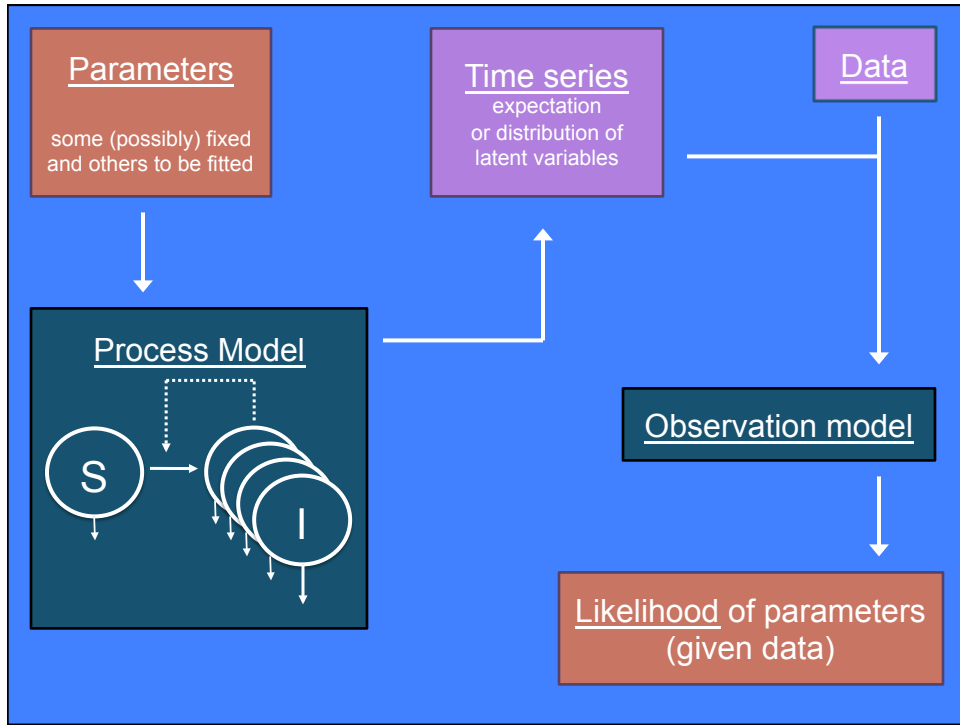 Parameters
some (possibly) fixed
and others to be fitted
Time series
expectation
or distribution of
latent variables
Data
Process Model
S
I
Observation model
Likelihood of parameters
(given data)